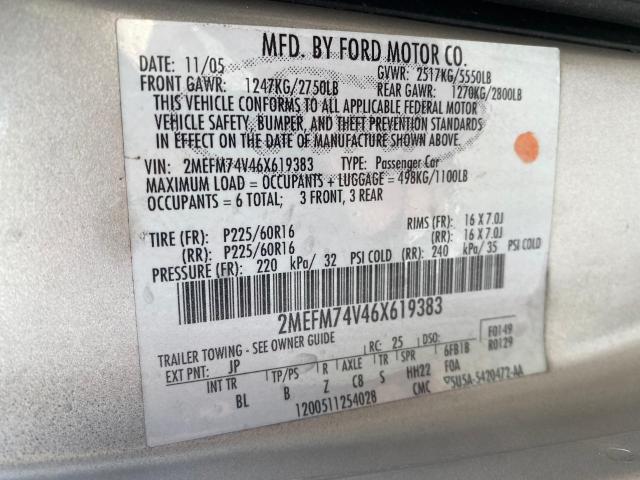 MFD. BY FORD MOTOR CO.
DATE: 11/05 GVWR: 2517KG/5550LB
FRONT GAWR: 1247KG/2750LB REAR GAWR: 1270KG/2800LB
THIS VEHICLE CONFORMS TO ALL APPLICABLE FEDERAL MOTOR
VEHICLE SAFETY, BUMPER, AND THEFT PREVENTION STANDARDS
IN EFFECT ON THE DATE OF MANUFACTURE SHOWN ABOVE.
VIN: 2MEFM74V46X619383 TYPE: Passenger Car
MAXIMUM LOAD = OCCUPANTS + LUGGAGE = 498KG/1100LB
OCCUPANTS = 6 TOTAL; 3 FRONT, 3 REAR
TIRE (FR): P225/60R16 RIMS (FR): 16 X 7.0J
(RR): P225/60R16 (RR): 16 X 7.0J
PRESSURE (FR): 220 kPa/ 32 PSI COLD (RR): 240 kPa/ 35 PSI COLD
2MEFM74V46X619383
TRAILER TOWING - SEE OWNER GUIDE RC: 25 DSO: F0149
EXT PNT: JP 6FB1B R0129
INT TR TP/PS R AXLE TR SPR FOA
BL B Z C8 S HH22
1200511254028 CMC 5U5A-5420472-AA